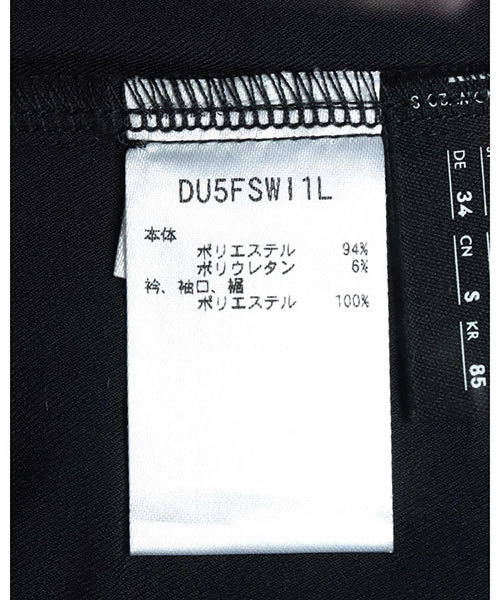 DU5FSWI1L
本体
ポリエステル 94%
ポリウレタン 6%
衿、袖口、裾
ポリエステル 100%
DE 34 CN S KR 85